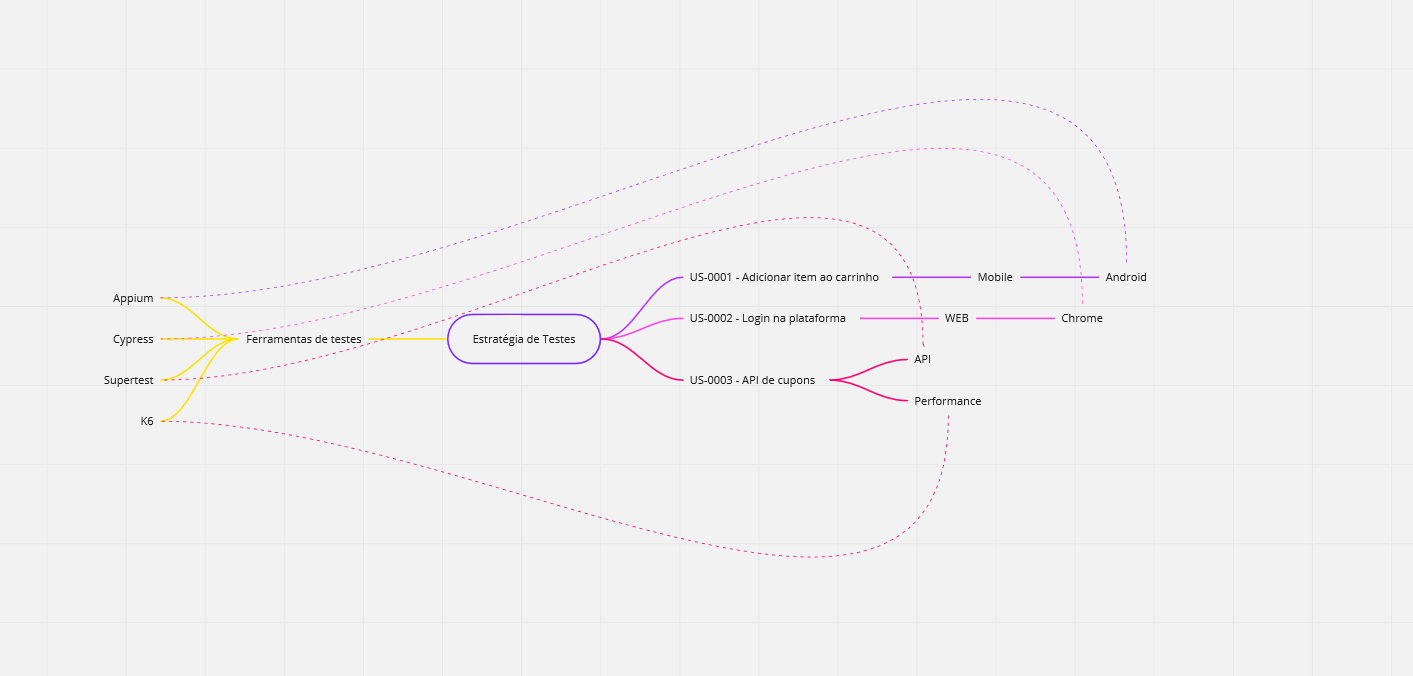 Appium
Cypress
Supertest
K6
Ferramentas de testes
Estratégia de Testes
US-0001 - Adicionar item ao carrinho
Mobile
Android
US-0002 - Login na plataforma
WEB
Chrome
US-0003 - API de cupons
API
Performance